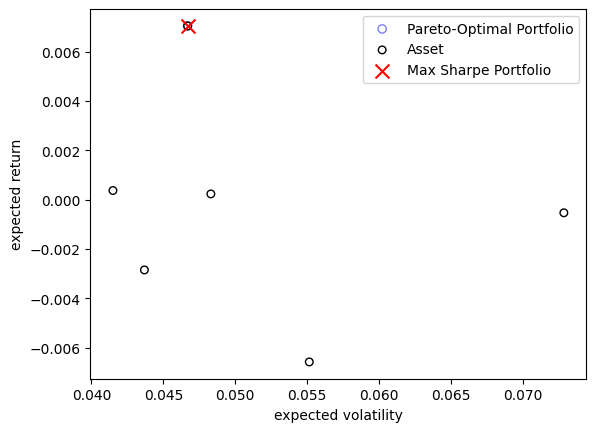 Pareto-Optimal Portfolio
Asset
Max Sharpe Portfolio
expected return
0.006
0.004
0.002
0.000
−0.002
−0.004
−0.006
0.040 0.045 0.050 0.055 0.060 0.065 0.070
expected volatility